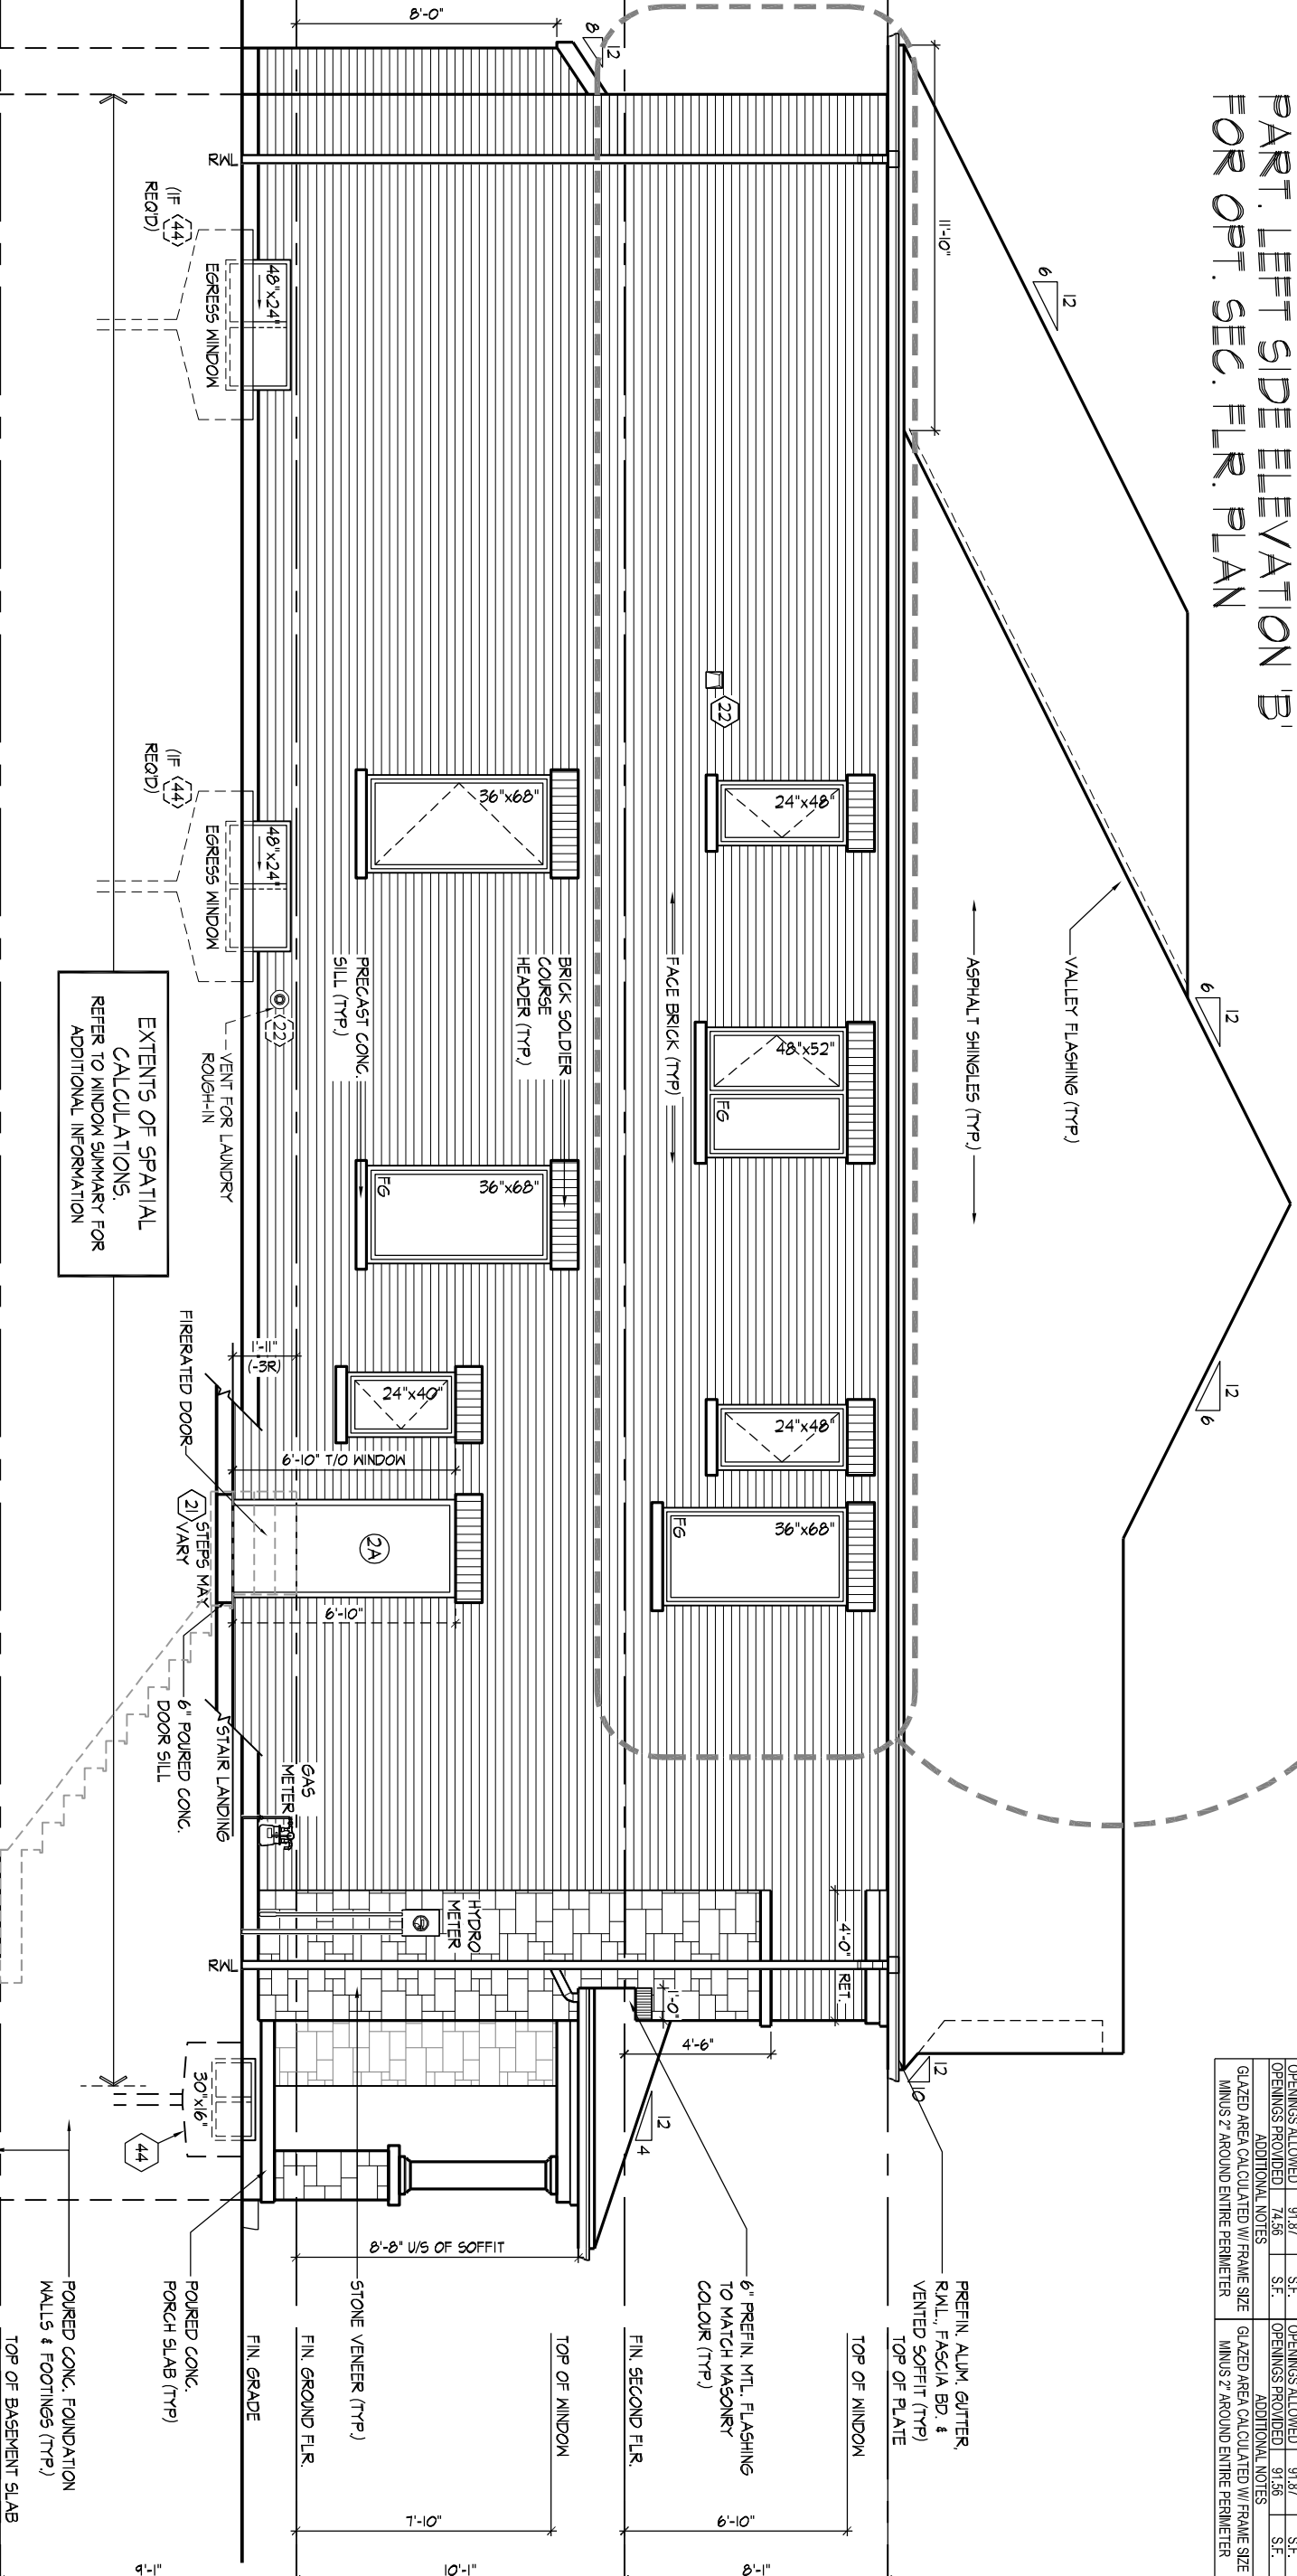 PART. LEFT SIDE ELEVATION 'B'
FOR OPT. SEC. FLR. PLAN
OPENINGS ALLOWED 91.87 S.F.
OPENINGS PROVIDED 74.56 S.F.
ADDITIONAL NOTES
GLAZED AREA CALCULATED W/ FRAME SIZE
MINUS 2" AROUND ENTIRE PERIMETER
OPENINGS ALLOWED 91.87 S.F.
OPENINGS PROVIDED 91.56 S.F.
ADDITIONAL NOTES
GLAZED AREA CALCULATED W/ FRAME SIZE
MINUS 2" AROUND ENTIRE PERIMETER
12
6
12
6
12
6
11'-10"
VALLEY FLASHING (TYP.)
ASPHALT SHINGLES (TYP.)
12
10
PREFIN. ALUM. GUTTER,
R.W.L., FASCIA BD. &
VENTED SOFFIT (TYP)
TOP OF PLATE
TOP OF WINDOW
6" PREFIN. MTL. FLASHING
TO MATCH MASONRY
COLOUR (TYP.)
FIN. SECOND FLR.
TOP OF WINDOW
STONE VENEER (TYP.)
FIN. GROUND FLR.
FIN. GRADE
POURED CONC.
PORCH SLAB (TYP)
POURED CONC. FOUNDATION
WALLS & FOOTINGS (TYP.)
TOP OF BASEMENT SLAB
8'-1"
6'-10"
10'-1"
7'-10"
9'-1"
22
24"x48"
48"x52"
FG
24"x48"
36"x68"
FG
4'-0" RET.
FACE BRICK (TYP)
12
8
8'-0"
36"x68"
BRICK SOLDIER
COURSE
HEADER (TYP.)
PRECAST CONC.
SILL (TYP.)
36"x68"
FG
24"x40"
6'-10" T/O WINDOW
2A
6'-10"
1'-11"
(-3R)
1'-0"
4'-6"
12
4
8'-8" U/S OF SOFFIT
HYDRO
METER
GAS
METER
RWL
RWL
48"x24"
EGRESS WINDOW
(IF 44
REQ'D)
48"x24"
EGRESS WINDOW
(IF 44
REQ'D)
22
VENT FOR LAUNDRY
ROUGH-IN
FIRERATED DOOR
21 STEPS MAY
VARY
6" POURED CONC.
DOOR SILL
STAIR LANDING
30"x16"
44
EXTENTS OF SPATIAL
CALCULATIONS.
REFER TO WINDOW SUMMARY FOR
ADDITIONAL INFORMATION